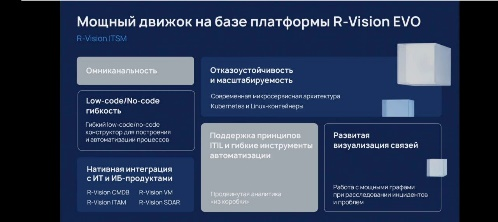 Мощный движок на базе платформы R-Vision EVO
R-Vision ITSM
Омниканальность
Отказоустойчивость
и масштабируемость
Современная микросервисная архитектура
Kubernetes и Linux-контейнеры
Low-code/No-code
гибкость
Гибкий low-code/no-code
конструктор для построения
и автоматизации процессов
Поддержка принципов
ITIL и гибкие инструменты
автоматизации
Продвинутая аналитика
«из коробки»
Развитая
визуализация связей
Работа с мощными графами
при расследовании инцидентов
и проблем
Нативная интеграция
с ИТ и ИБ-продуктами
R-Vision CMDB R-Vision VM
R-Vision ITAM R-Vision SOAR